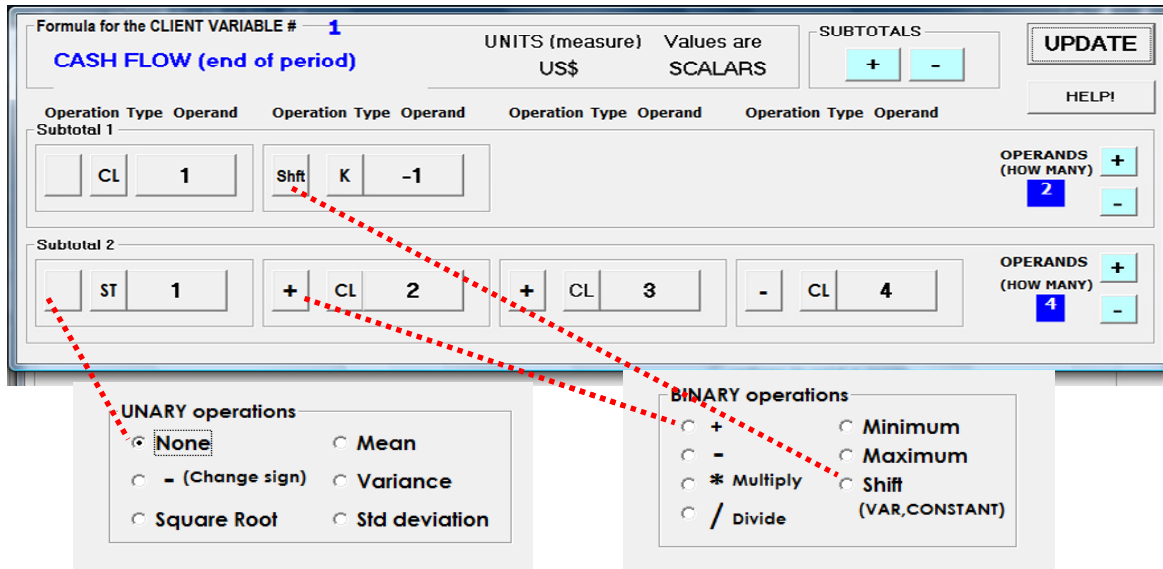 Formula for the CLIENT VARIABLE # 1
CASH FLOW (end of period)
UNITS (measure) Values are
US$ SCALARS
SUBTOTALS
+ -
UPDATE
HELP!
Operation Type Operand Operation Type Operand Operation Type Operand Operation Type Operand
Subtotal 1
CL 1 Shft K -1
OPERANDS +
(HOW MANY)
2
-
Subtotal 2
ST 1 + CL 2 + CL 3 - CL 4
OPERANDS +
(HOW MANY)
4
-
UNARY operations
None Mean
- (Change sign) Variance
Square Root Std deviation
BINARY operations
+ Minimum
- Maximum
* Multiply Shift
(VAR,CONSTANT)
/ Divide